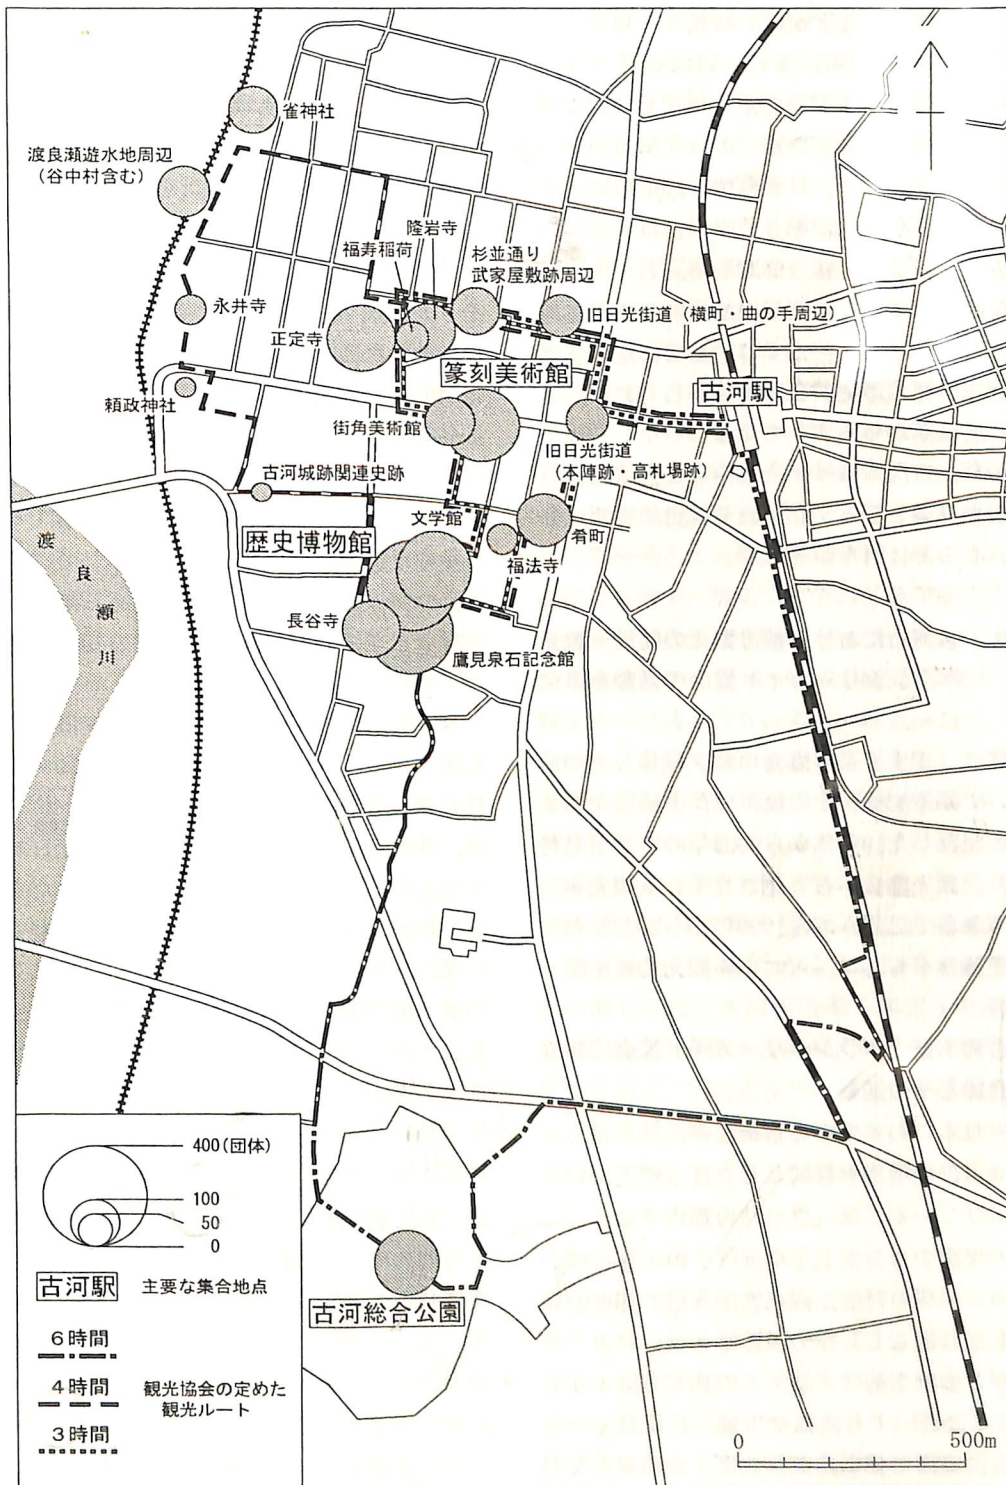 雀神社
渡良瀬遊水地周辺
(谷中村含む)
隆岩寺
福寿稲荷
杉並通り
武家屋敷跡周辺
永井寺
正定寺
旧日光街道(横町・曲の手周辺)
篆刻美術館
古河駅
頼政神社
街角美術館
旧日光街道
(本陣跡・高札場跡)
古河城跡関連史跡
文学館
肴町
歴史博物館
福法寺
渡良瀬川
長谷寺
鷹見泉石記念館
古河総合公園
400(団体)
100
50
0
古河駅 主要な集合地点
6時間
4時間
3時間
観光協会の定めた
観光ルート
0 500m